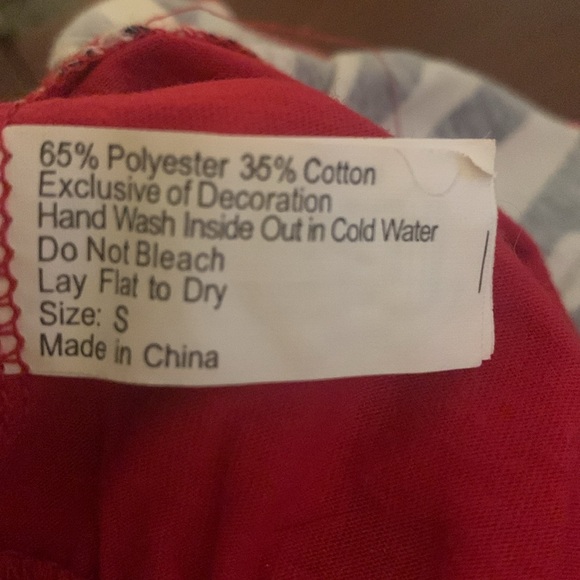 65% Polyester 35% Cotton
Exclusive of Decoration
Hand Wash Inside Out in Cold Water
Do Not Bleach
Lay Flat to Dry
Size: S
Made in China